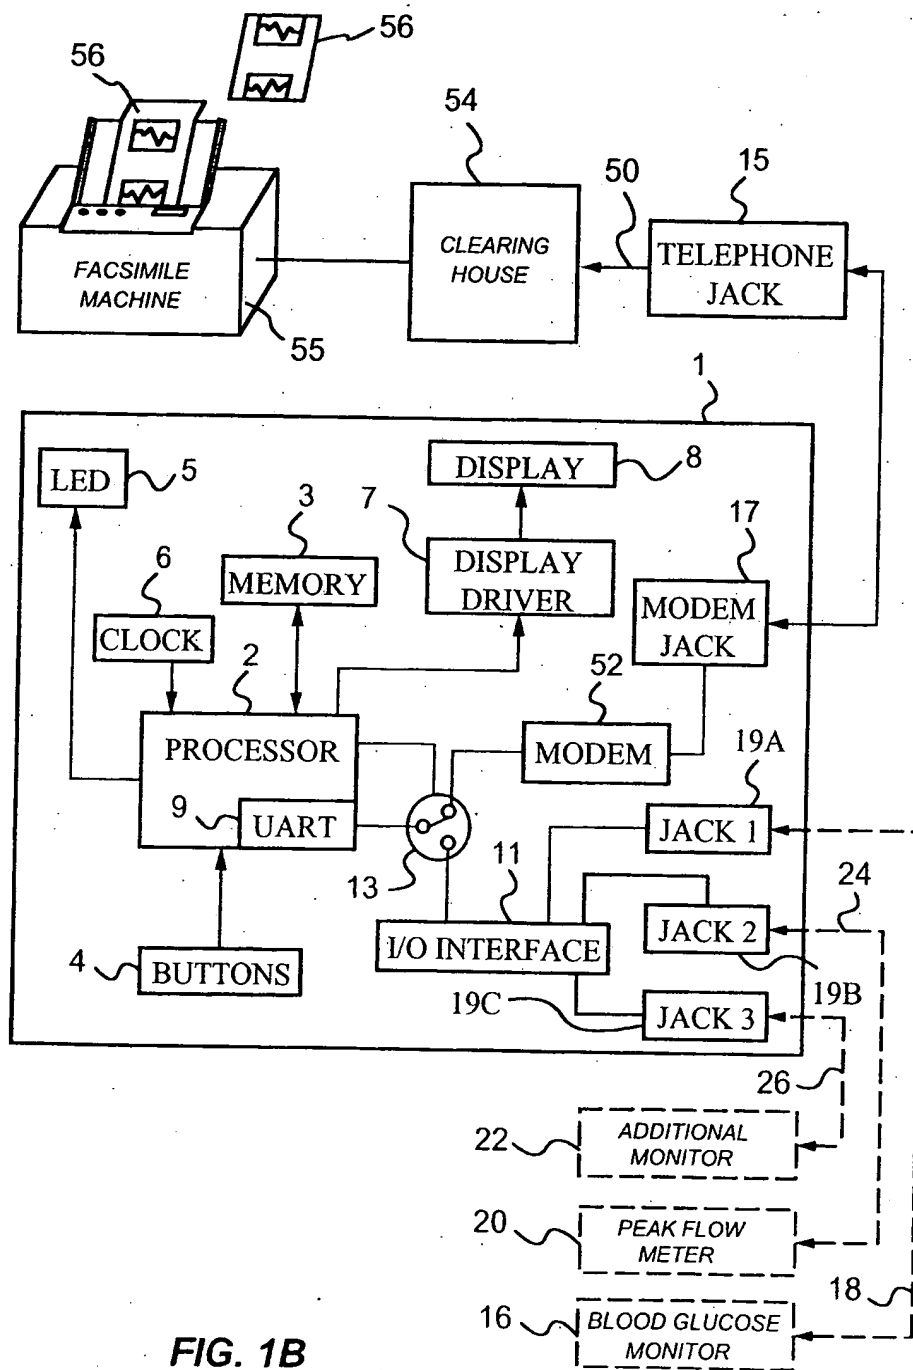 56
56
54
50
15
CLEARING
HOUSE
TELEPHONE
JACK
FACSIMILE
MACHINE
55
1
LED
5
DISPLAY
8
3
7
17
MEMORY
DISPLAY
DRIVER
6
CLOCK
MODEM
JACK
2
52
PROCESSOR
MODEM
19A
9
UART
JACK 1
13
11
24
I/O INTERFACE
JACK 2
4
BUTTONS
19C
19B
JACK 3
26
22
ADDITIONAL
MONITOR
20
PEAK FLOW
METER
18
16
BLOOD GLUCOSE
MONITOR
FIG. 1B